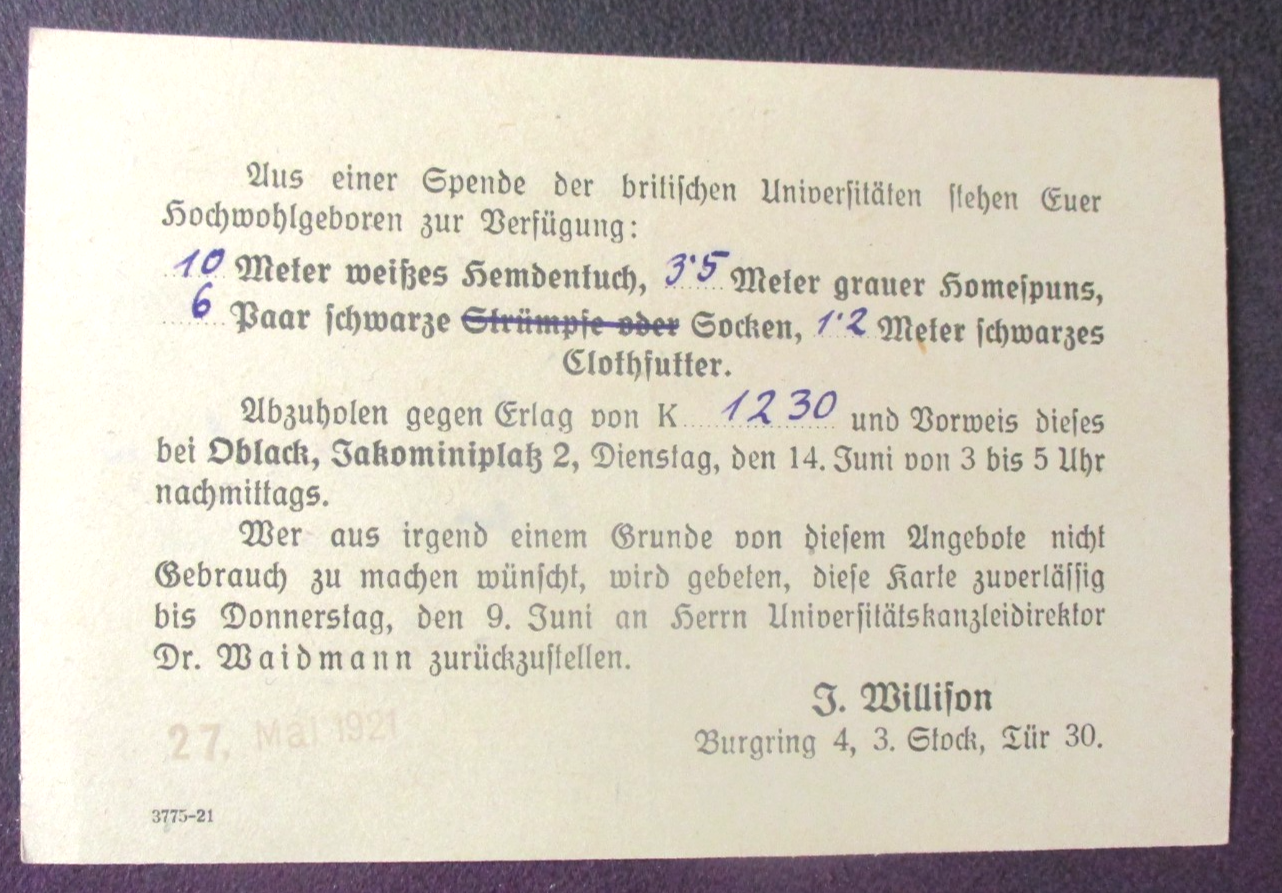 Aus einer Spende der britischen Universitäten stehen Euer
Hochwohlgeboren zur Verfügung:
10 Meter weißes Hemdentuch, 3·5 Meter grauer Homespuns,
6 Paar schwarze Strümpfe oder Socken, 1·2 Meter schwarzes
Clothfutter.
Abzuholen gegen Erlag von K 1230 und Vorweis dieses
bei Oblack, Jakominiplatz 2, Dienstag, den 14. Juni von 3 bis 5 Uhr
nachmittags.
Wer aus irgend einem Grunde von diesem Angebote nicht
Gebrauch zu machen wünscht, wird gebeten, diese Karte zuverlässig
bis Donnerstag, den 9. Juni an Herrn Universitätskanzleidirektor
Dr. Waidmann zurückzustellen.
J. Willison
Burgring 4, 3. Stock, Tür 30.
27. Mai 1921
3775-21